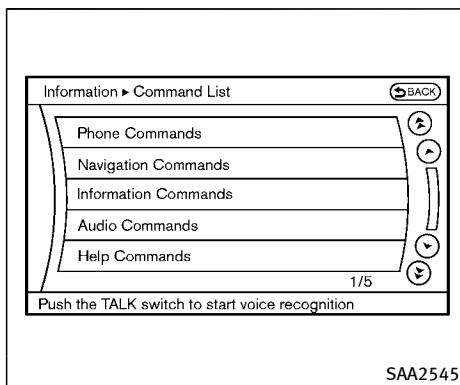 Information ▸ Command List
BACK
Phone Commands
Navigation Commands
Information Commands
Audio Commands
Help Commands
1/5
Push the TALK switch to start voice recognition
SAA2545